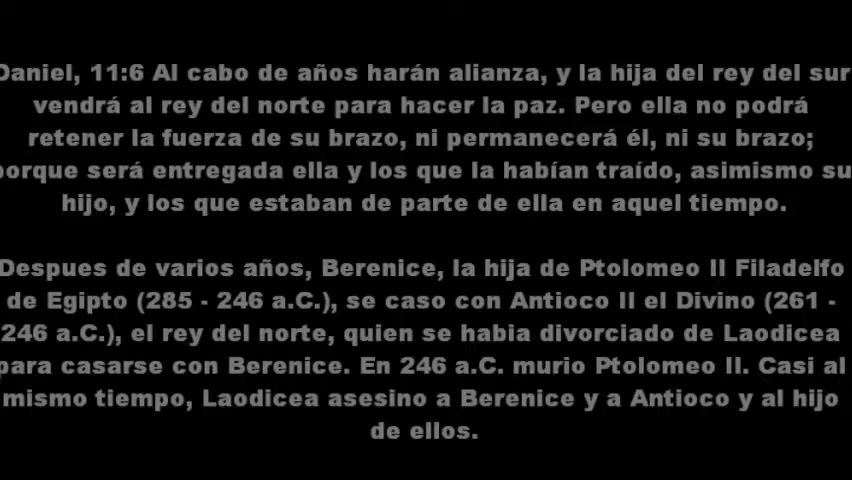 Daniel, 11:6 Al cabo de años harán alianza, y la hija del rey del sur
vendrá al rey del norte para hacer la paz. Pero ella no podrá
retener la fuerza de su brazo, ni permanecerá él, ni su brazo;
porque será entregada ella y los que la habían traído, asimismo su
hijo, y los que estaban de parte de ella en aquel tiempo.
Despues de varios años, Berenice, la hija de Ptolomeo II Filadelfo
de Egipto (285 - 246 a.C.), se caso con Antioco II el Divino (261 -
246 a.C.), el rey del norte, quien se habia divorciado de Laodicea
para casarse con Berenice. En 246 a.C. murio Ptolomeo II. Casi al
mismo tiempo, Laodicea asesino a Berenice y a Antioco y al hijo
de ellos.